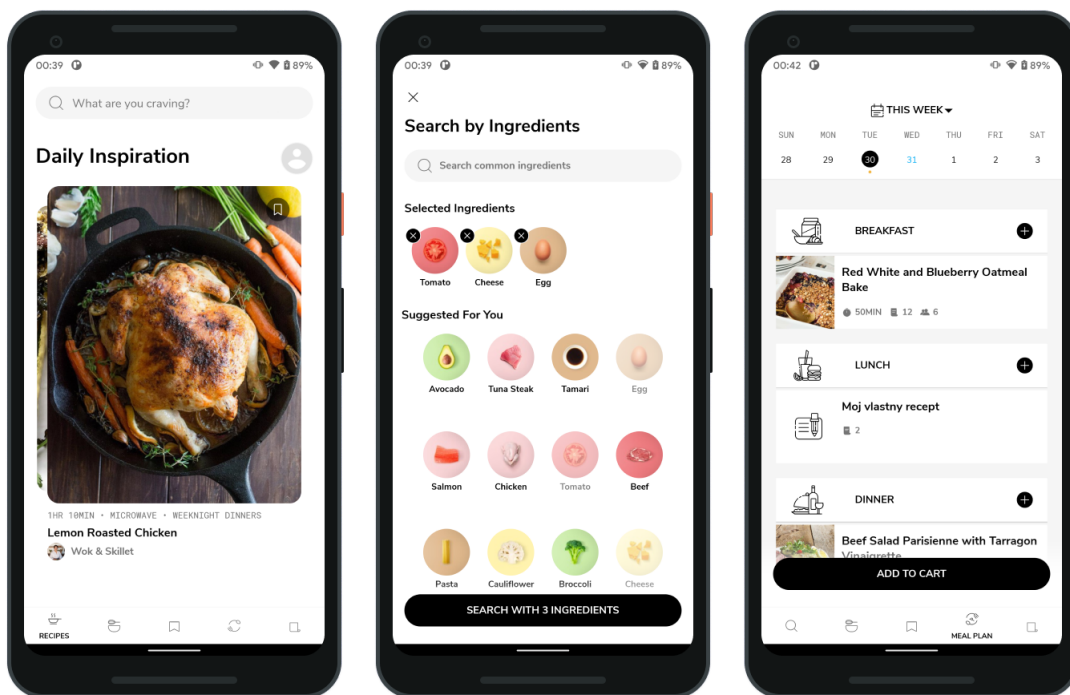 00:39
89%
What are you craving?
Daily Inspiration
1HR 10MIN • MICROWAVE • WEEKNIGHT DINNERS
Lemon Roasted Chicken
Wok & Skillet
RECIPES
00:39
89%
Search by Ingredients
Search common ingredients
Selected Ingredients
Tomato Cheese Egg
Suggested For You
Avocado Tuna Steak Tamari Egg
Salmon Chicken Tomato Beef
Pasta Cauliflower Broccoli Cheese
SEARCH WITH 3 INGREDIENTS
00:42
89%
THIS WEEK
SUN MON TUE WED THU FRI SAT
28 29 30 31 1 2 3
BREAKFAST
Red White and Blueberry Oatmeal
Bake
50MIN 12 6
LUNCH
Moj vlastny recept
2
DINNER
Beef Salad Parisienne with Tarragon
Vinaigrette
ADD TO CART
MEAL PLAN